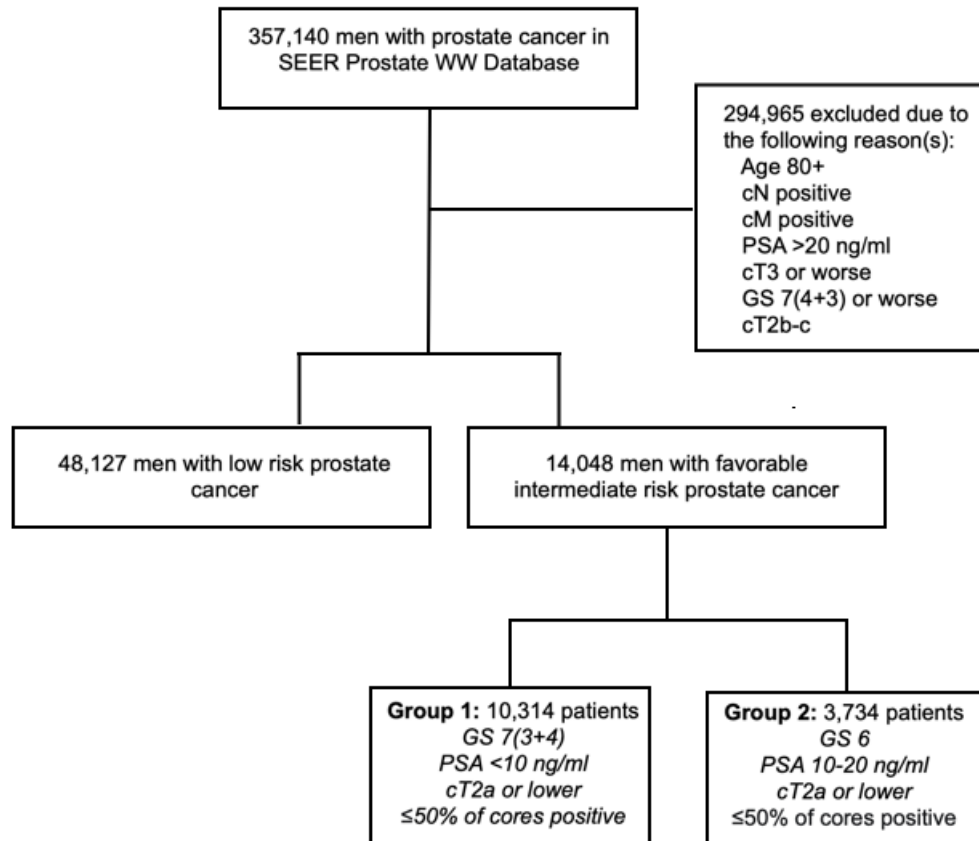 357,140 men with prostate cancer in
SEER Prostate WW Database
294,965 excluded due to
the following reason(s):
Age 80+
cN positive
cM positive
PSA >20 ng/ml
cT3 or worse
GS 7(4+3) or worse
cT2b-c
48,127 men with low risk prostate
cancer
14,048 men with favorable
intermediate risk prostate cancer
Group 1: 10,314 patients
GS 7(3+4)
PSA <10 ng/ml
cT2a or lower
≤50% of cores positive
Group 2: 3,734 patients
GS 6
PSA 10-20 ng/ml
cT2a or lower
≤50% of cores positive